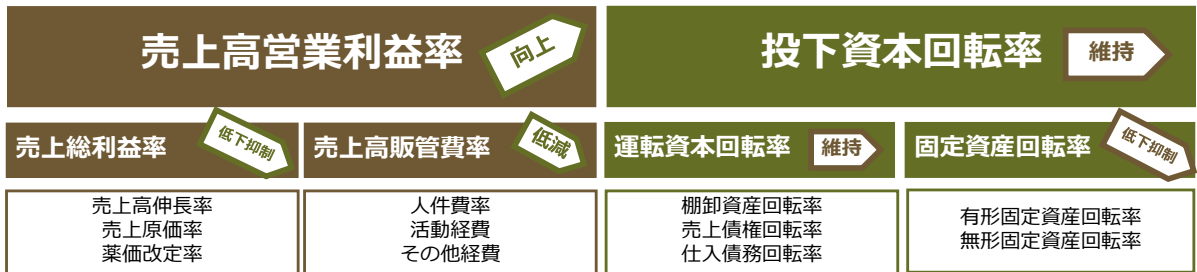 売上高営業利益率
向上
投下資本回転率
維持
売上総利益率
低下抑制
売上高販管費率
低減
運転資本回転率
維持
固定資産回転率
低下抑制
売上高伸長率
売上原価率
薬価改定率
人件費率
活動経費
その他経費
棚卸資産回転率
売上債権回転率
仕入債務回転率
有形固定資産回転率
無形固定資産回転率